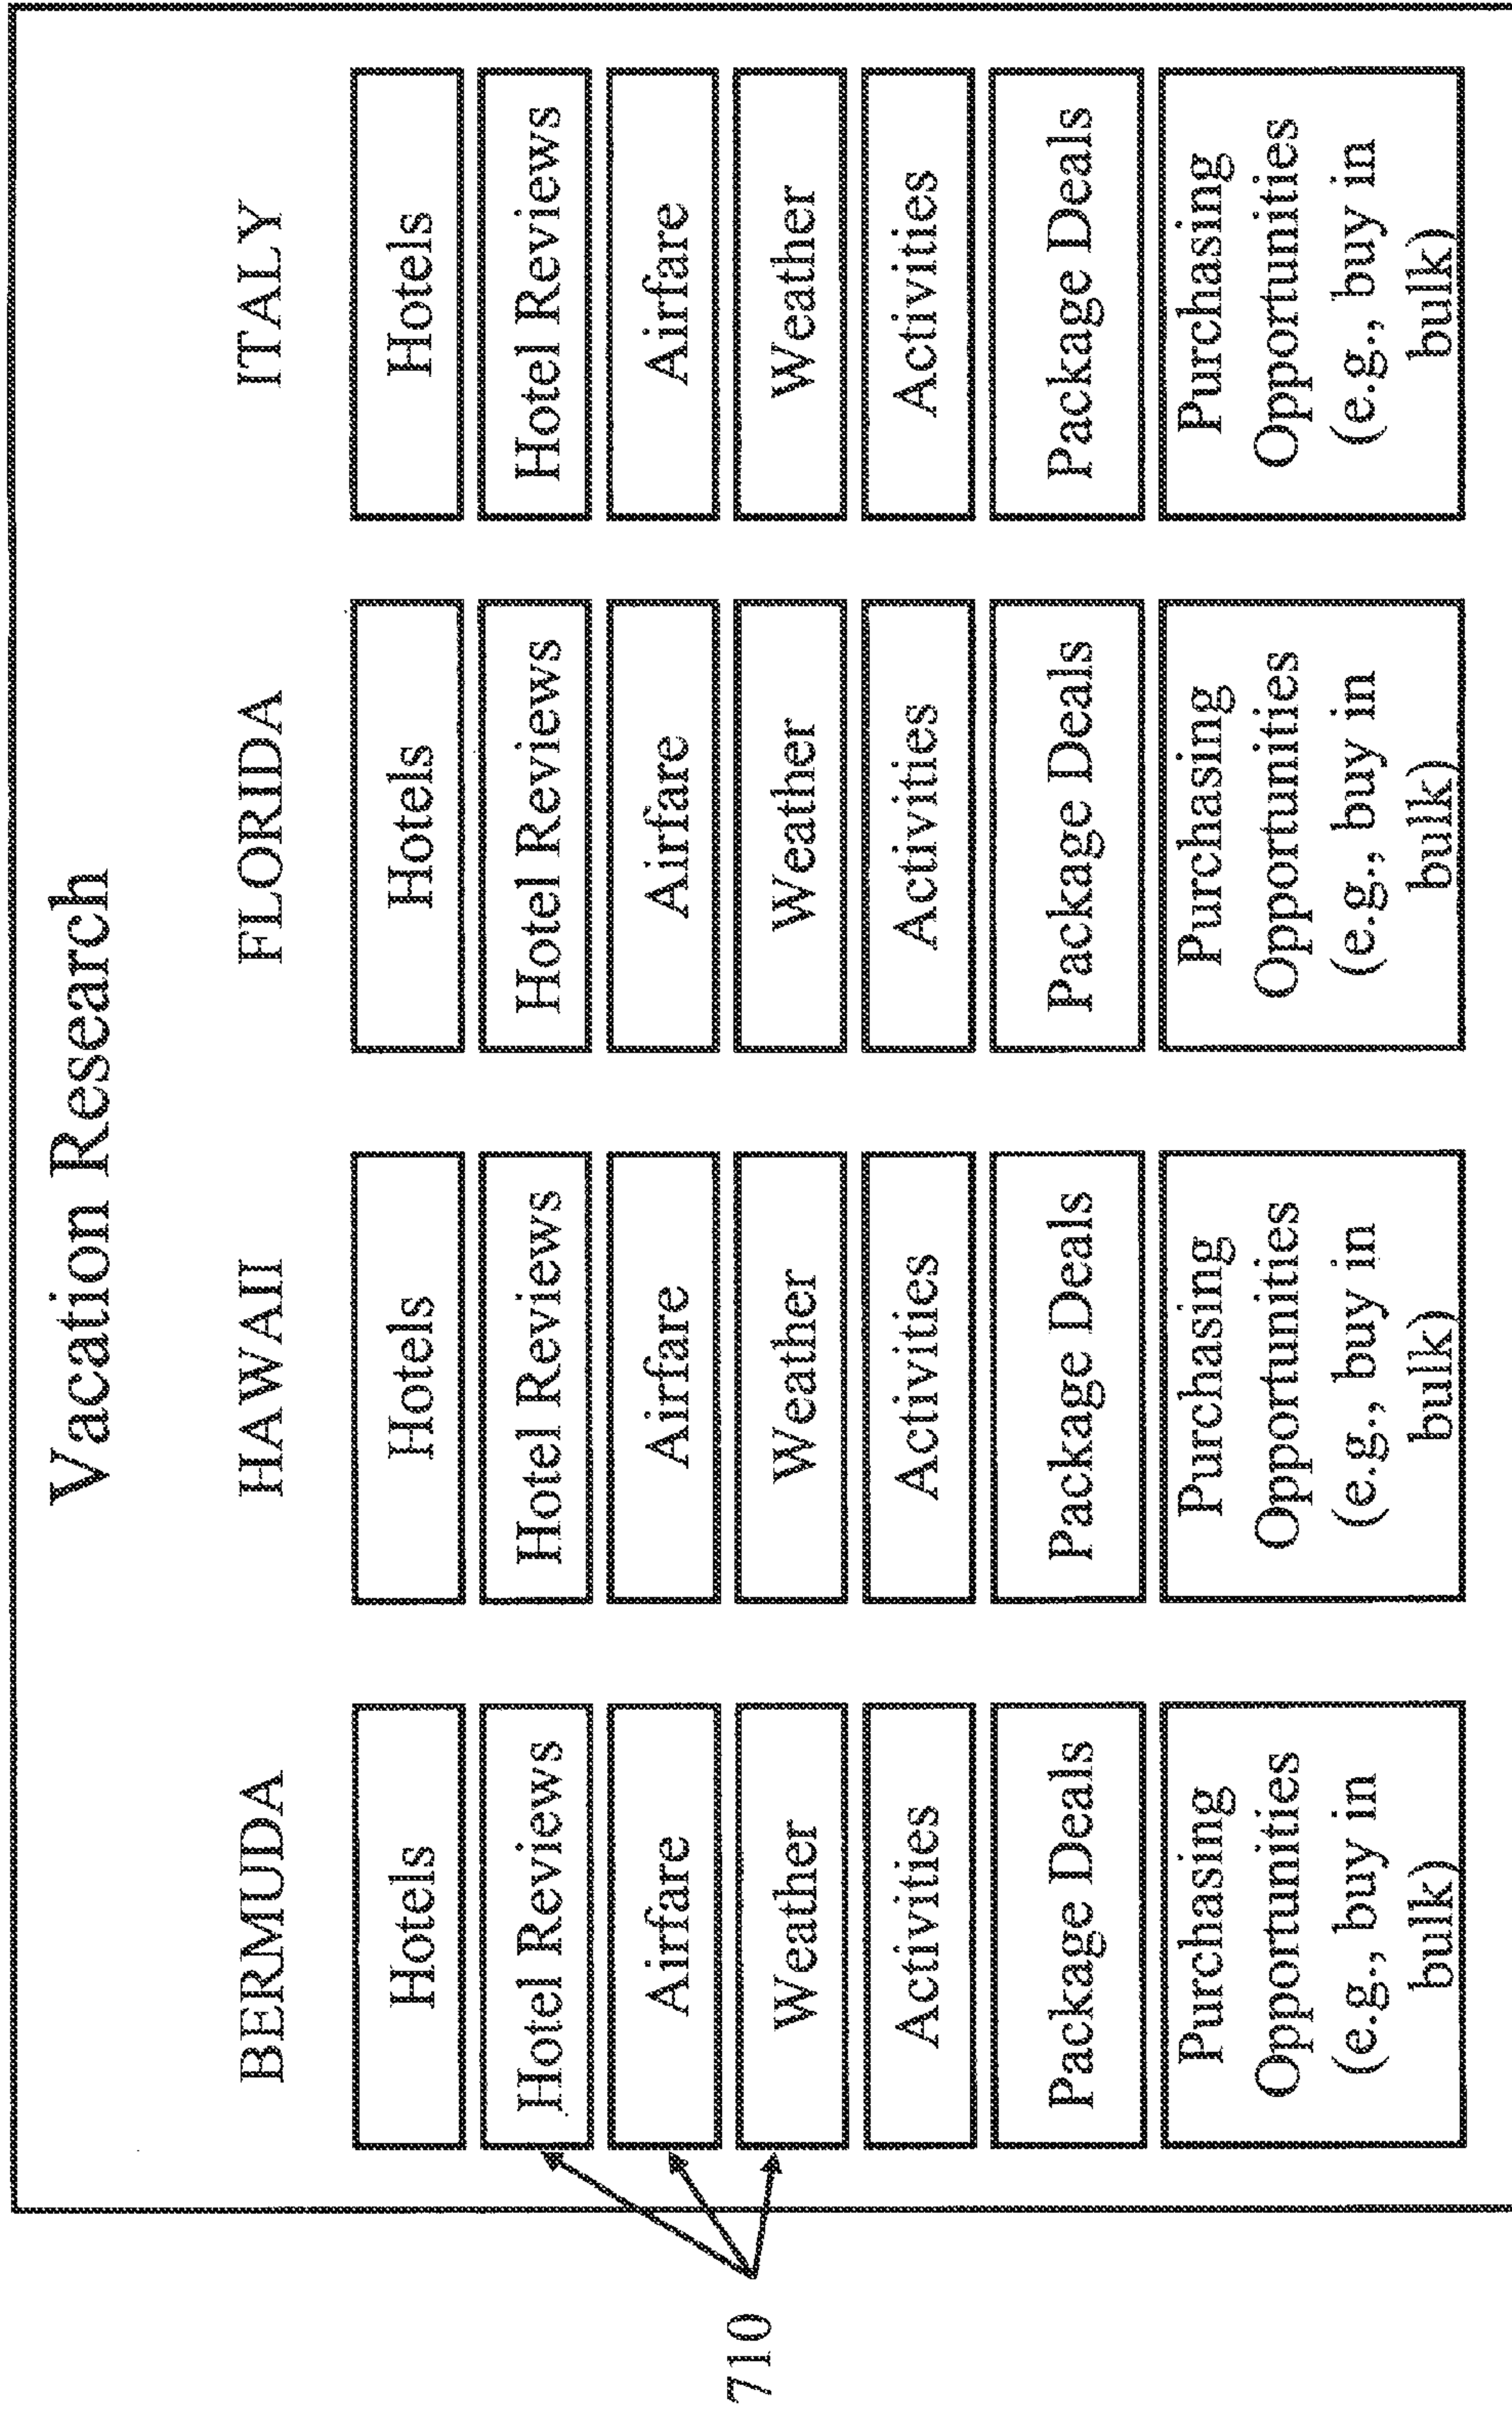 Vacation Research
BERMUDA
HAWAII
FLORIDA
ITALY
Hotels
Hotels
Hotels
Hotels
Hotel Reviews
Hotel Reviews
Hotel Reviews
Hotel Reviews
Airfare
Airfare
Airfare
Airfare
710
Weather
Weather
Weather
Weather
Activities
Activities
Activities
Activities
Package Deals
Package Deals
Package Deals
Package Deals
Purchasing
Opportunities
(e.g., buy in
bulk)
Purchasing
Opportunities
(e.g., buy in
bulk)
Purchasing
Opportunities
(e.g., buy in
bulk)
Purchasing
Opportunities
(e.g., buy in
bulk)